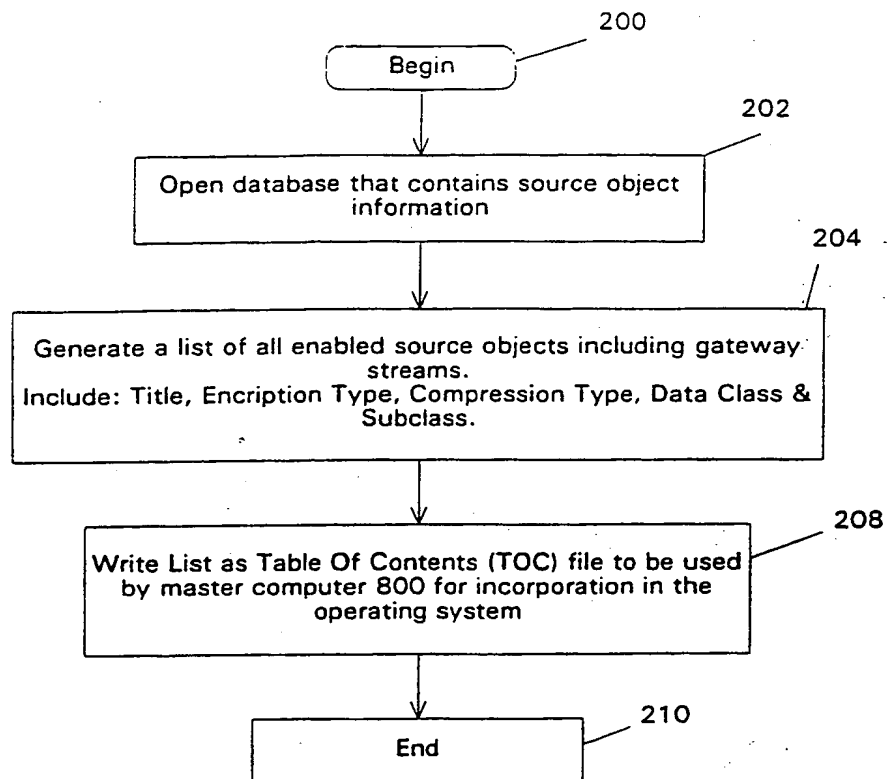 200
Begin
202
Open database that contains source object
information
204
Generate a list of all enabled source objects including gateway
streams.
Include: Title, Encription Type, Compression Type, Data Class &
Subclass.
208
Write List as Table Of Contents (TOC) file to be used
by master computer 800 for incorporation in the
operating system
210
End